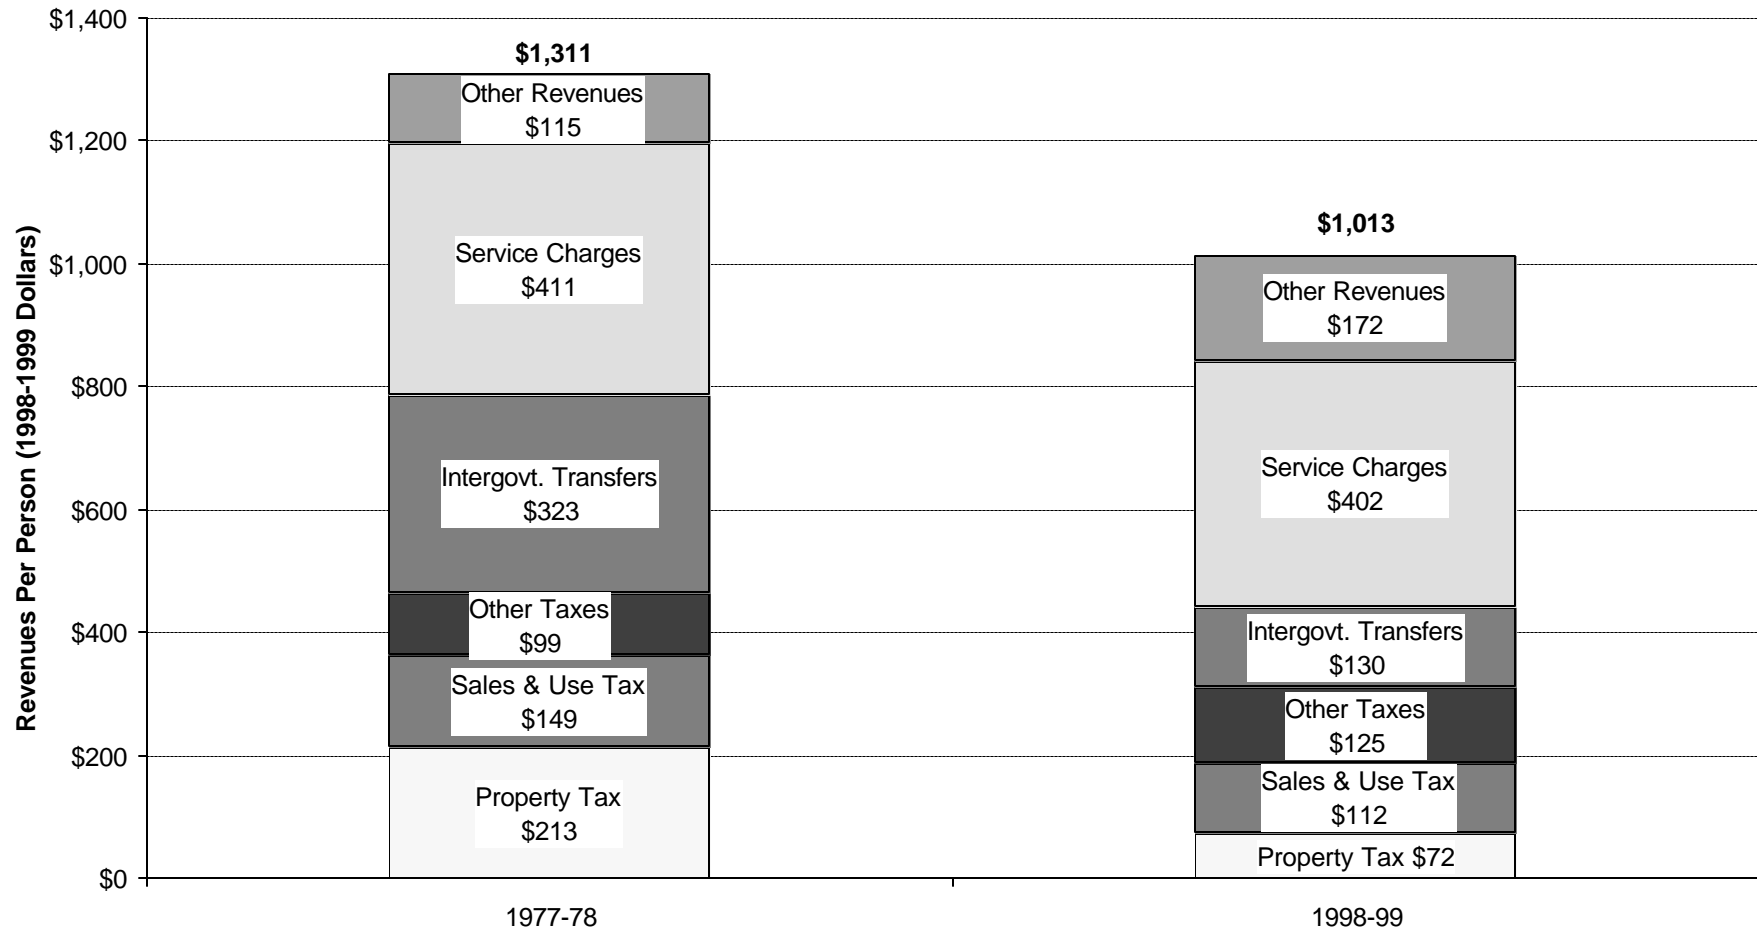 Revenues Per Person (1998-1999 Dollars)
$1,400
$1,200
$1,000
$800
$600
$400
$200
$0
$1,311
Other Revenues
$115
Service Charges
$411
Intergovt. Transfers
$323
Other Taxes
$99
Sales & Use Tax
$149
Property Tax
$213
1977-78
$1,013
Other Revenues
$172
Service Charges
$402
Intergovt. Transfers
$130
Other Taxes
$125
Sales & Use Tax
$112
Property Tax $72
1998-99